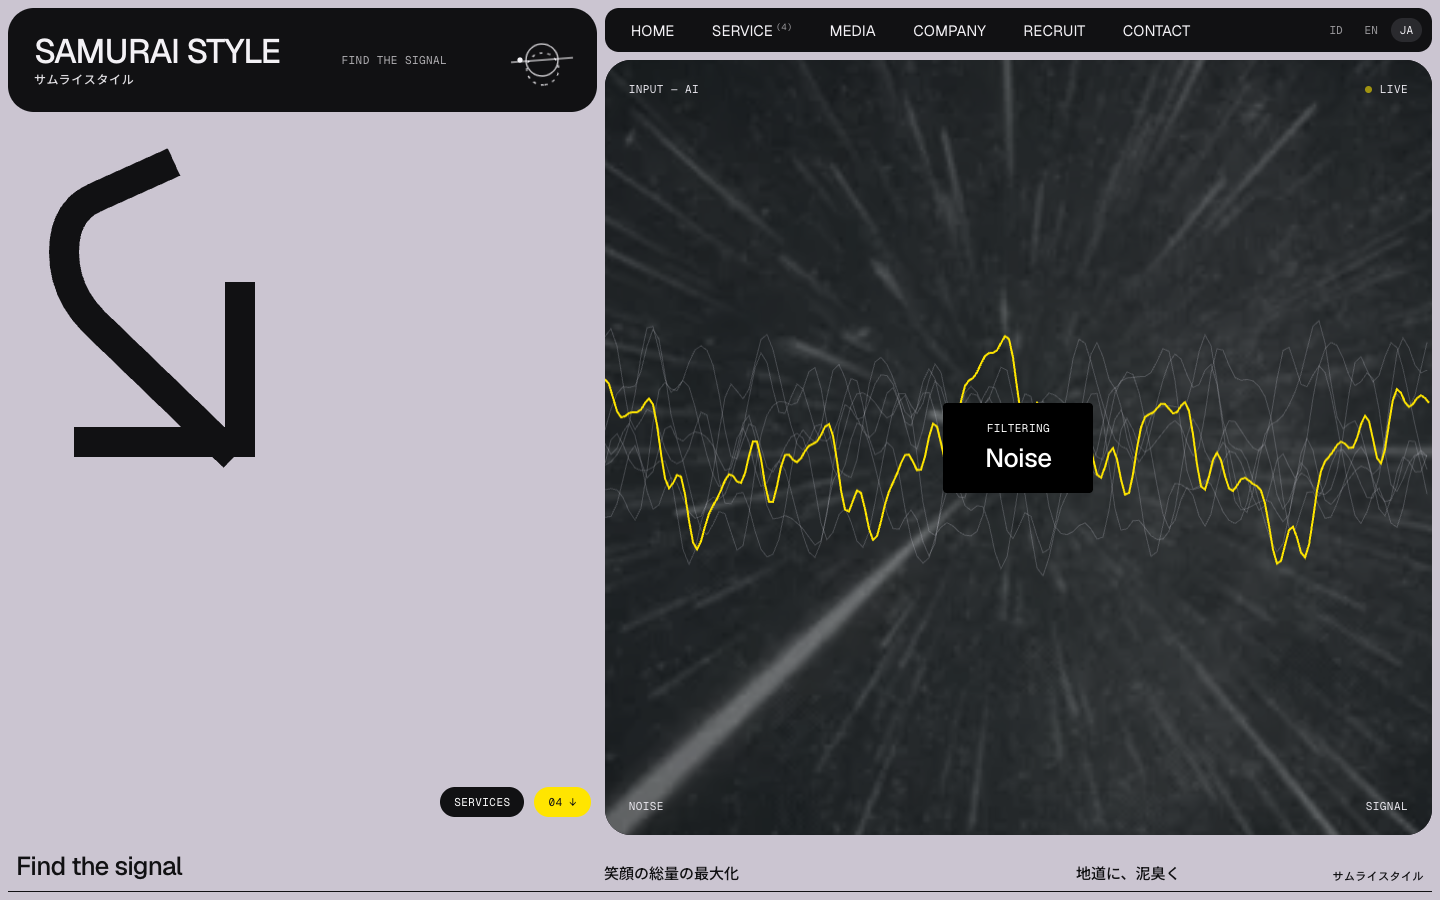 SAMURAI STYLE
サムライスタイル
FIND THE SIGNAL
HOME
SERVICE (4)
MEDIA
COMPANY
RECRUIT
CONTACT
ID
EN
JA
INPUT — AI
LIVE
FILTERING
Noise
NOISE
SIGNAL
SERVICES
04 ↓
Find the signal
笑顔の総量の最大化
地道に、泥臭く
サムライスタイル